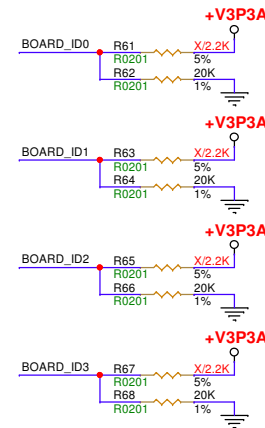 +V3P3A
BOARD_ID0 R61 X/2.2K
R0201 5%
R62 20K
R0201 1%
+V3P3A
BOARD_ID1 R63 X/2.2K
R0201 5%
R64 20K
R0201 1%
+V3P3A
BOARD_ID2 R65 X/2.2K
R0201 5%
R66 20K
R0201 1%
+V3P3A
BOARD_ID3 R67 X/2.2K
R0201 5%
R68 20K
R0201 1%